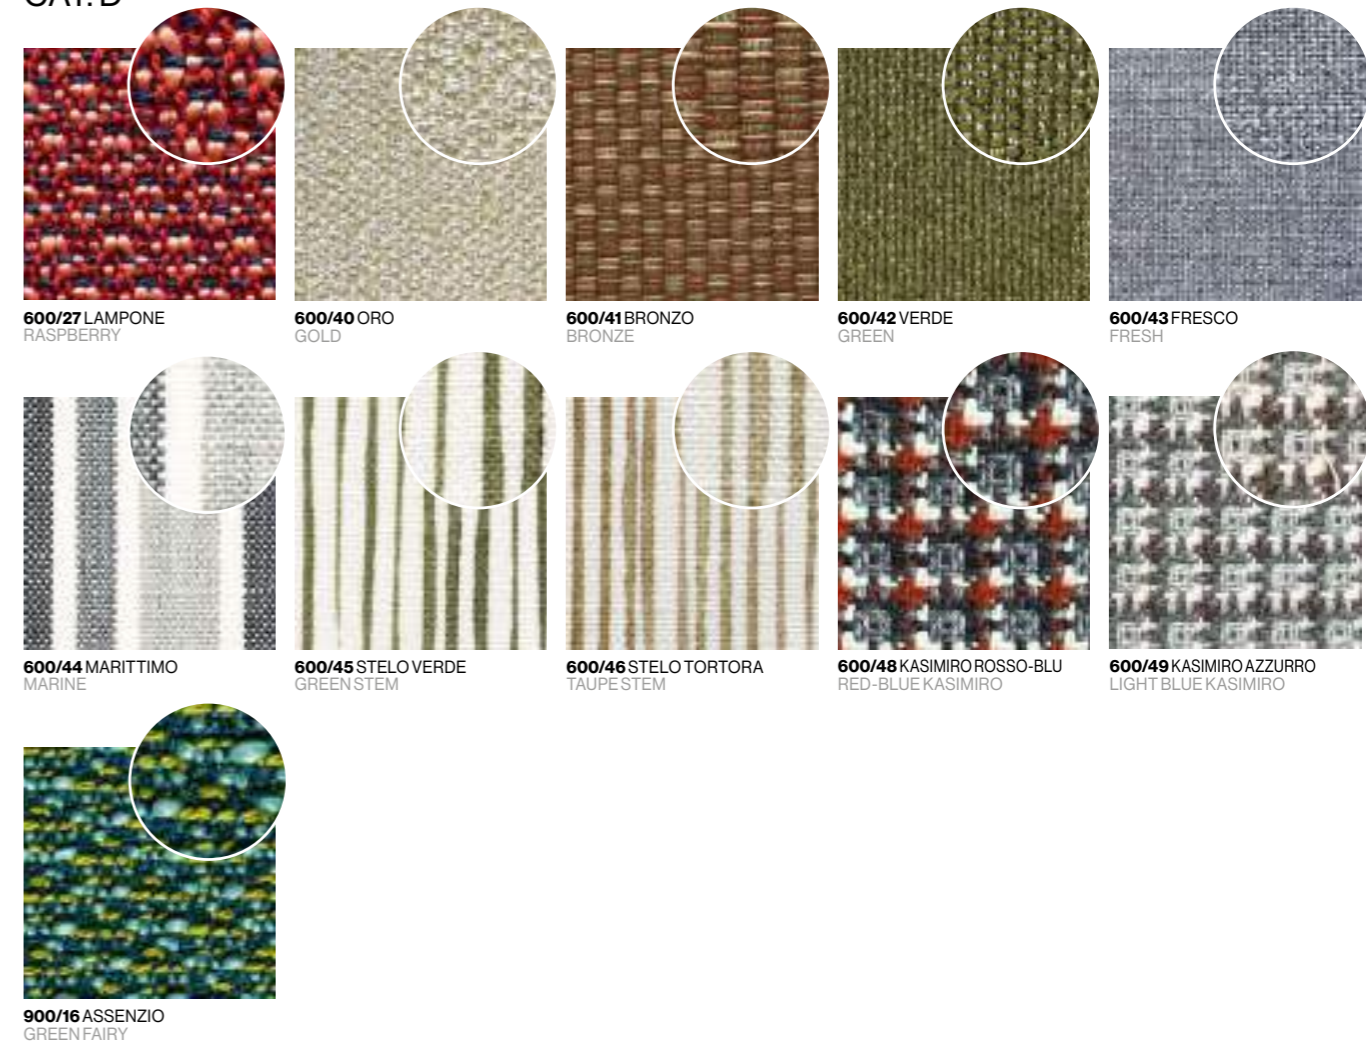 CAT. D
600/27 LAMPONE
RASPBERRY
600/40 ORO
GOLD
600/41 BRONZO
BRONZE
600/42 VERDE
GREEN
600/43 FRESCO
FRESH
600/44 MARITTIMO
MARINE
600/45 STELO VERDE
GREEN STEM
600/46 STELO TORTORA
TAUPE STEM
600/48 KASIMIRO ROSSO-BLU
RED-BLUE KASIMIRO
600/49 KASIMIRO AZZURRO
LIGHT BLUE KASIMIRO
900/16 ASSENZIO
GREEN FAIRY